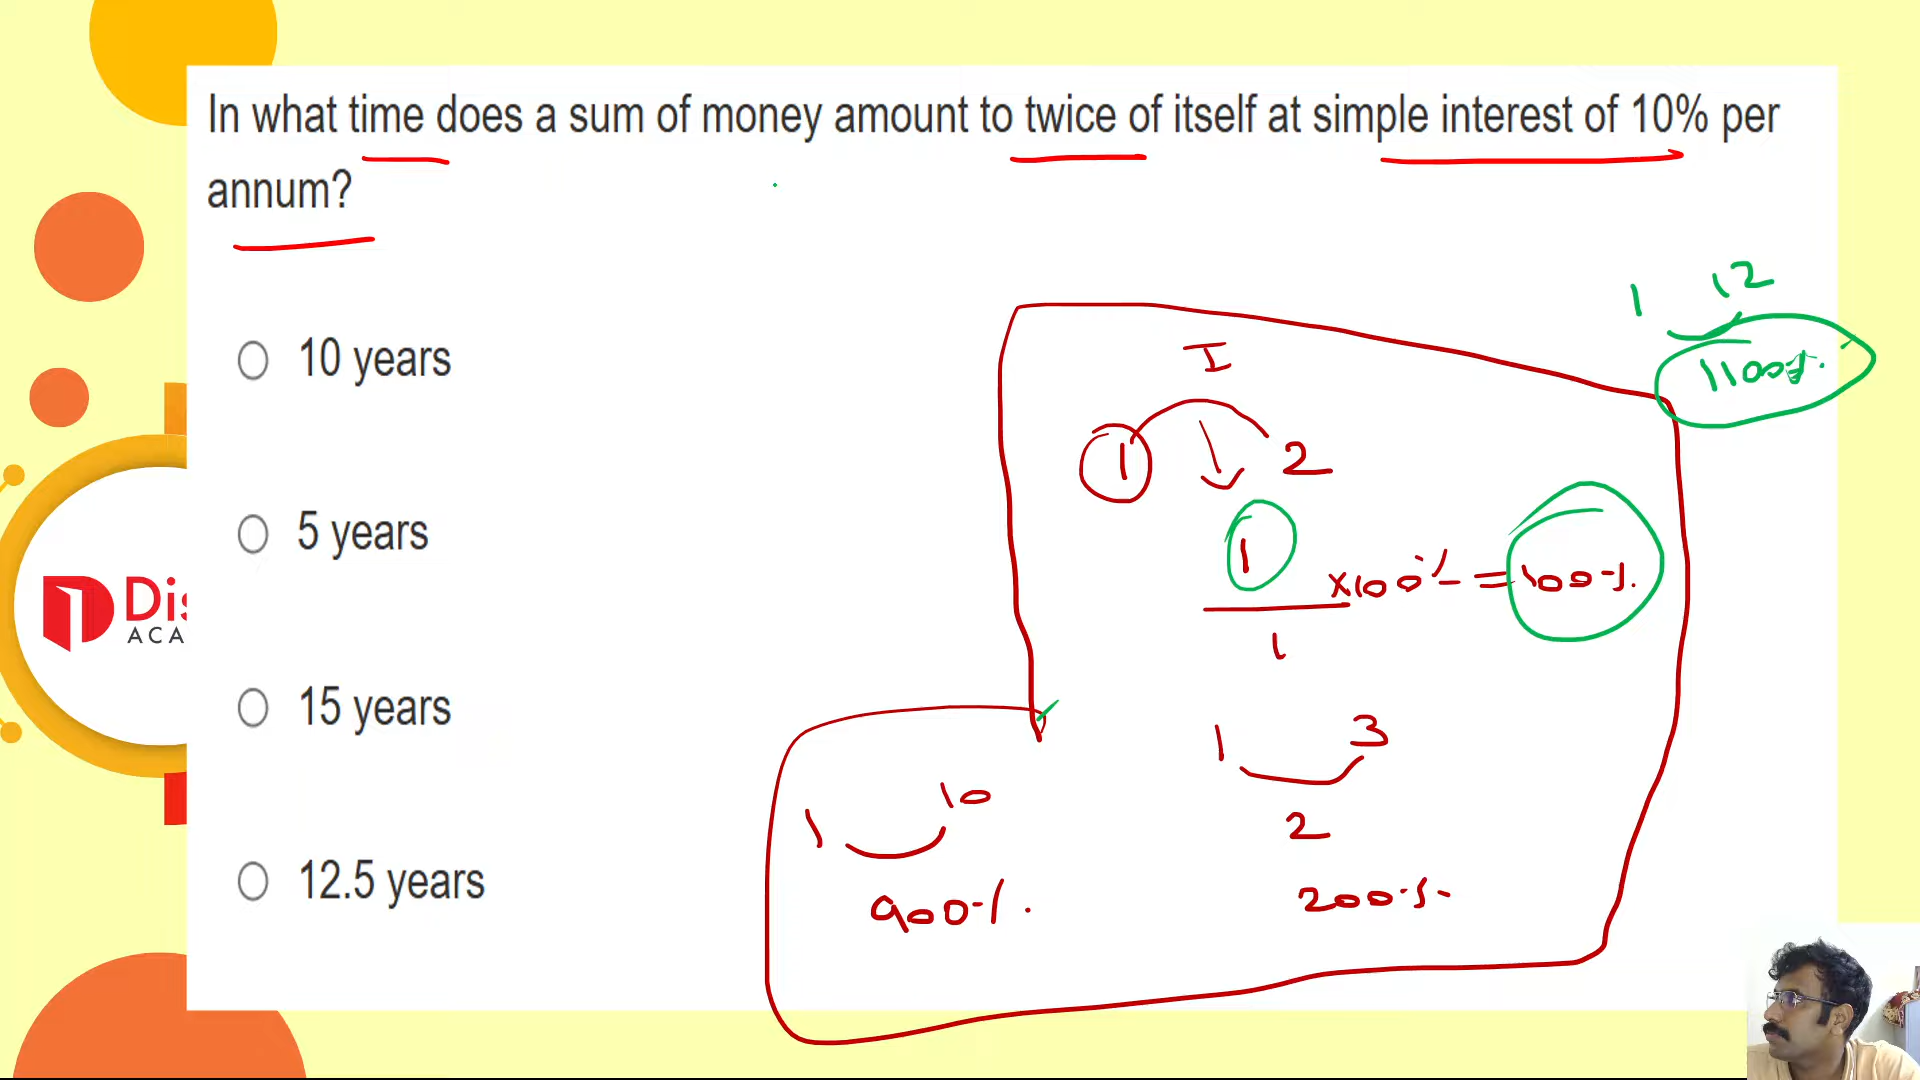 In what time does a sum of money amount to twice of itself at simple interest of 10% per
annum?
1 12
1100%.
10 years
I
1 2
5 years
1
×100% = 100%.
1
Dis
ACA
15 years
1 3
1 10
2
12.5 years
900%.
200%